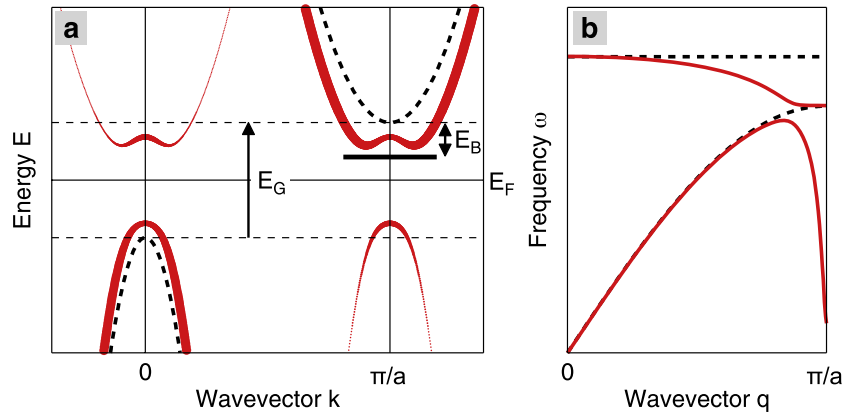 a
Energy E
E_G
E_B
E_F
0
π/a
Wavevector k
b
Frequency ω
0
π/a
Wavevector q